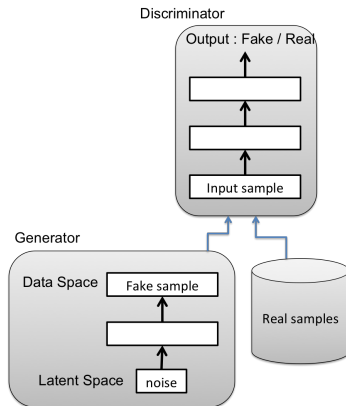 Discriminator
Output : Fake / Real
Input sample
Generator
Data Space
Fake sample
Real samples
Latent Space
noise